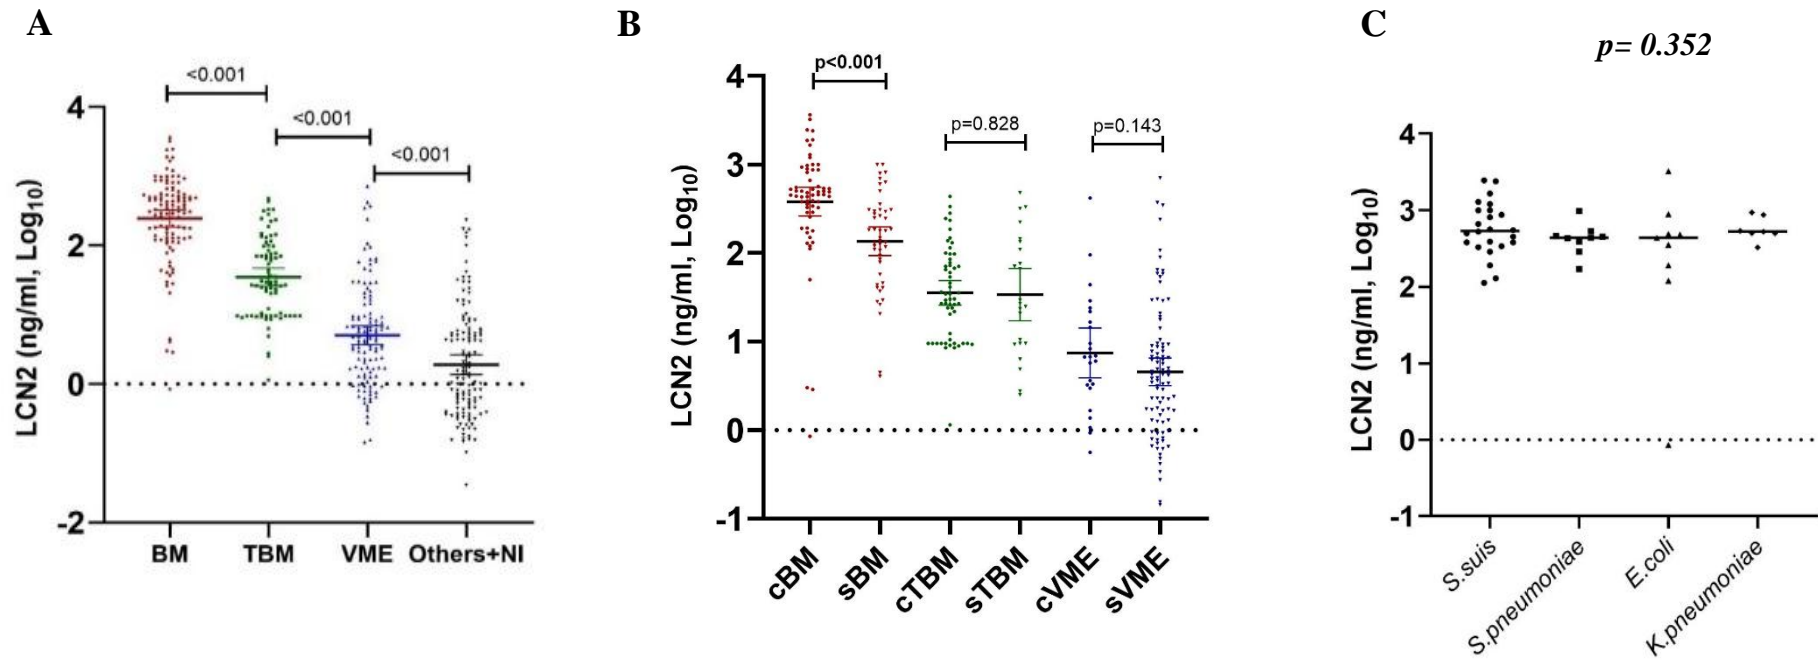 A
<0.001
<0.001
<0.001
4
2
0
-2
LCN2 (ng/ml, Log10)
BM TBM VME Others+NI
B
p<0.001
p=0.828
p=0.143
4
3
2
1
0
-1
LCN2 (ng/ml, Log10)
cBM sBM cTBM sTBM cVME sVME
C
p= 0.352
4
3
2
1
0
-1
LCN2 (ng/ml, Log10)
S.suis S.pneumoniae E.coli K.pneumoniae